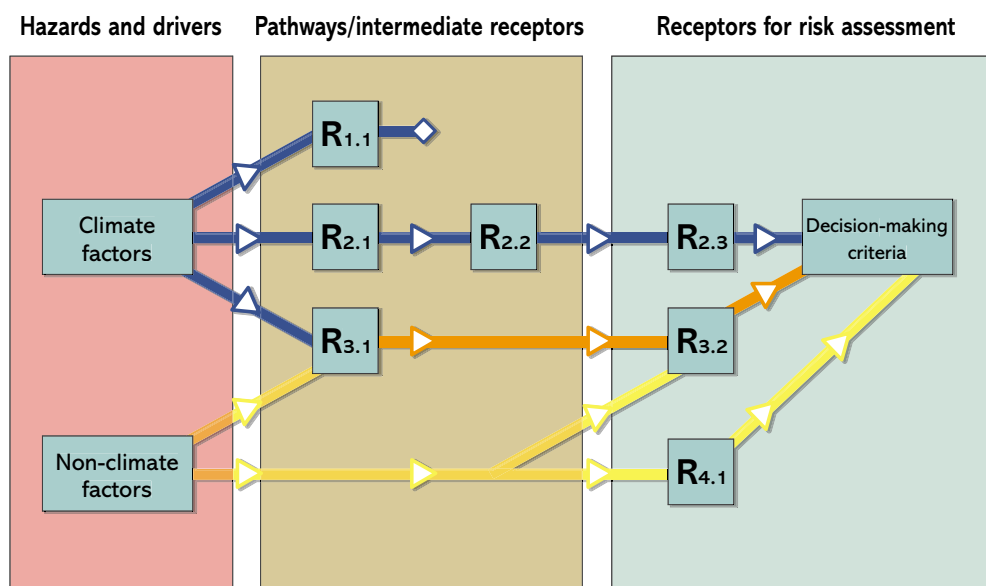 Hazards and drivers
Pathways/intermediate receptors
Receptors for risk assessment
R1.1
Climate
factors
R2.1
R2.2
R2.3
Decision-making
criteria
R3.1
R3.2
Non-climate
factors
R4.1